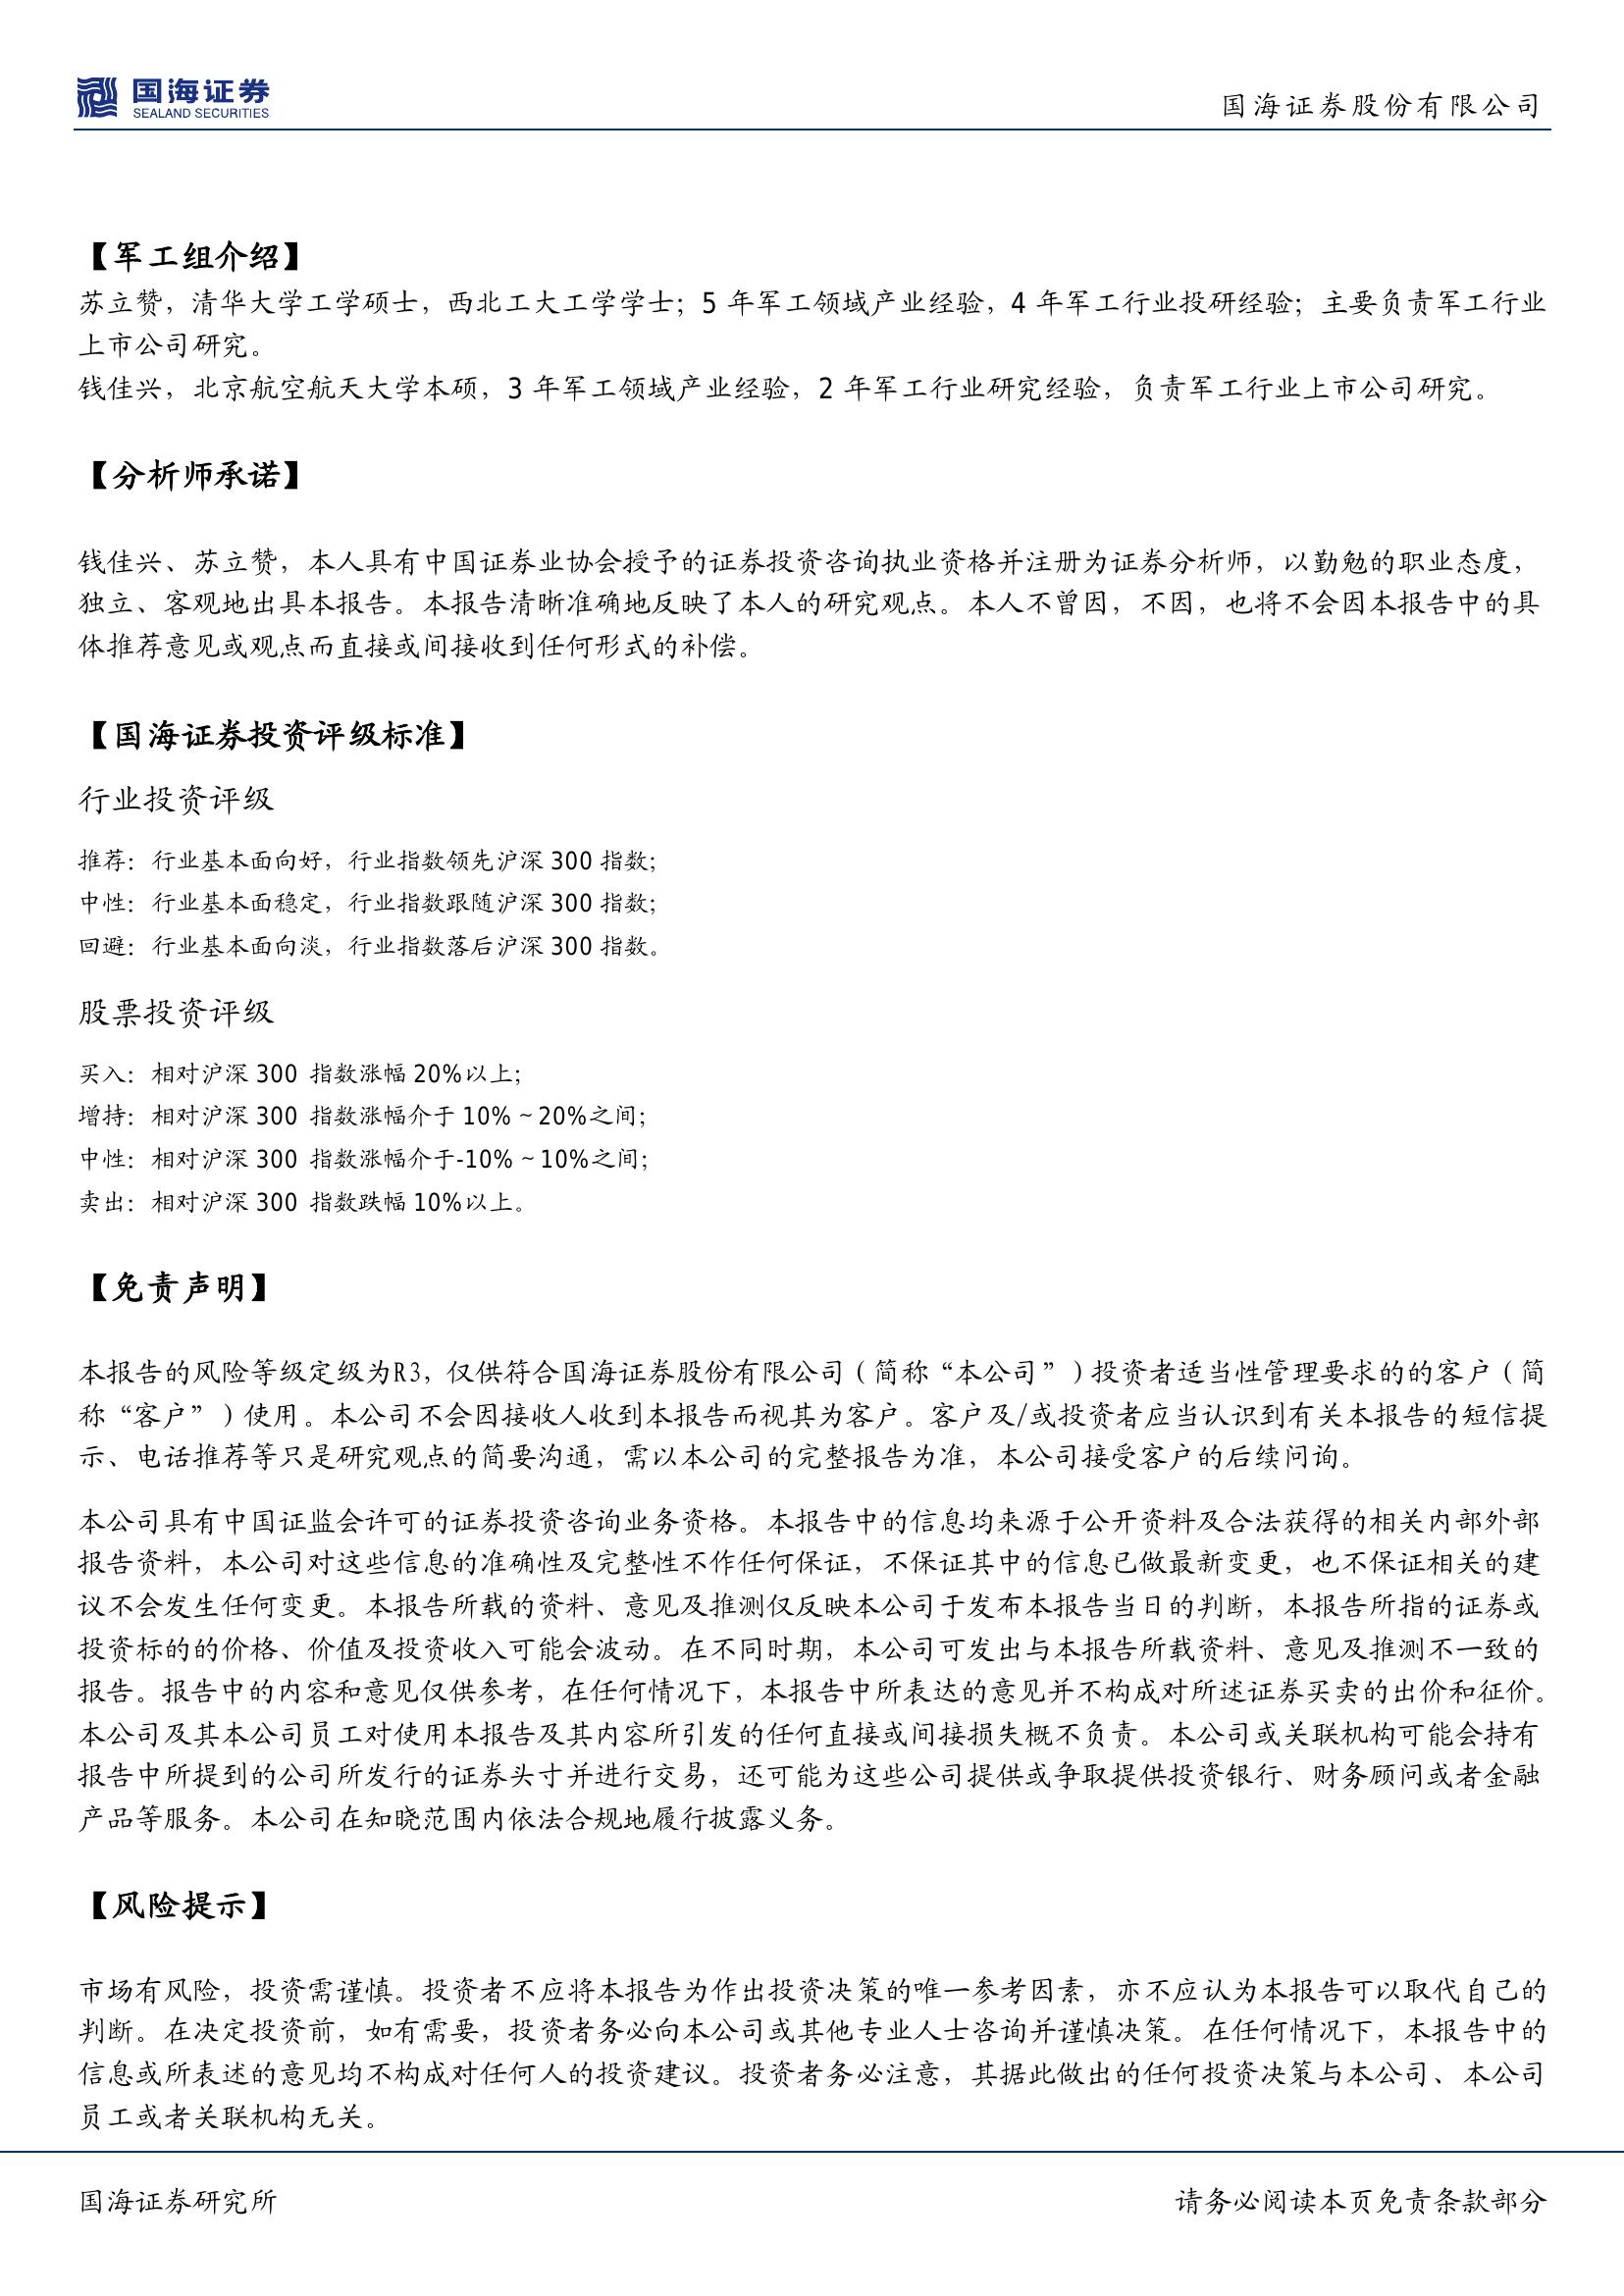 国海证券
SEALAND SECURITIES
国海证券股份有限公司
【军工组介绍】
苏立赞，清华大学工学硕士，西北工大工学学士；5 年军工领域产业经验，4 年军工行业投研经验；主要负责军工行业
上市公司研究。
钱佳兴，北京航空航天大学本硕，3 年军工领域产业经验，2 年军工行业研究经验，负责军工行业上市公司研究。
【分析师承诺】
钱佳兴、苏立赞，本人具有中国证券业协会授予的证券投资咨询执业资格并注册为证券分析师，以勤勉的职业态度，
独立、客观地出具本报告。本报告清晰准确地反映了本人的研究观点。本人不曾因，不因，也将不会因本报告中的具
体推荐意见或观点而直接或间接收到任何形式的补偿。
【国海证券投资评级标准】
行业投资评级
推荐：行业基本面向好，行业指数领先沪深 300 指数；
中性：行业基本面稳定，行业指数跟随沪深 300 指数；
回避：行业基本面向淡，行业指数落后沪深 300 指数。
股票投资评级
买入：相对沪深 300 指数涨幅 20%以上；
增持：相对沪深 300 指数涨幅介于 10%～20%之间；
中性：相对沪深 300 指数涨幅介于-10%～10%之间；
卖出：相对沪深 300 指数跌幅 10%以上。
【免责声明】
本报告的风险等级定级为R3，仅供符合国海证券股份有限公司（简称“本公司”）投资者适当性管理要求的的客户（简
称“客户”）使用。本公司不会因接收人收到本报告而视其为客户。客户及/或投资者应当认识到有关本报告的短信提
示、电话推荐等只是研究观点的简要沟通，需以本公司的完整报告为准，本公司接受客户的后续问询。
本公司具有中国证监会许可的证券投资咨询业务资格。本报告中的信息均来源于公开资料及合法获得的相关内部外部
报告资料，本公司对这些信息的准确性及完整性不作任何保证，不保证其中的信息已做最新变更，也不保证相关的建
议不会发生任何变更。本报告所载的资料、意见及推测仅反映本公司于发布本报告当日的判断，本报告所指的证券或
投资标的的价格、价值及投资收入可能会波动。在不同时期，本公司可发出与本报告所载资料、意见及推测不一致的
报告。报告中的内容和意见仅供参考，在任何情况下，本报告中所表达的意见并不构成对所述证券买卖的出价和征价。
本公司及其本公司员工对使用本报告及其内容所引发的任何直接或间接损失概不负责。本公司或关联机构可能会持有
报告中所提到的公司所发行的证券头寸并进行交易，还可能为这些公司提供或争取提供投资银行、财务顾问或者金融
产品等服务。本公司在知晓范围内依法合规地履行披露义务。
【风险提示】
市场有风险，投资需谨慎。投资者不应将本报告为作出投资决策的唯一参考因素，亦不应认为本报告可以取代自己的
判断。在决定投资前，如有需要，投资者务必向本公司或其他专业人士咨询并谨慎决策。在任何情况下，本报告中的
信息或所表述的意见均不构成对任何人的投资建议。投资者务必注意，其据此做出的任何投资决策与本公司、本公司
员工或者关联机构无关。
国海证券研究所
请务必阅读本页免责条款部分